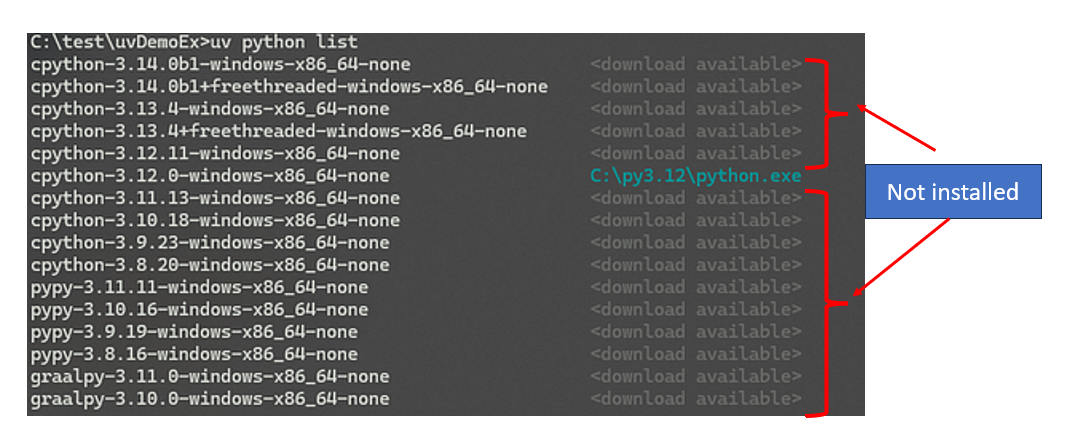 C:\test\uvDemoEx>uv python list
cpython-3.14.0b1-windows-x86_64-none <download available>
cpython-3.14.0b1+freethreaded-windows-x86_64-none <download available>
cpython-3.13.4-windows-x86_64-none <download available>
cpython-3.13.4+freethreaded-windows-x86_64-none <download available>
cpython-3.12.11-windows-x86_64-none <download available>
cpython-3.12.0-windows-x86_64-none C:\py3.12\python.exe
cpython-3.11.13-windows-x86_64-none <download available>
cpython-3.10.18-windows-x86_64-none <download available>
cpython-3.9.23-windows-x86_64-none <download available>
cpython-3.8.20-windows-x86_64-none <download available>
pypy-3.11.11-windows-x86_64-none <download available>
pypy-3.10.16-windows-x86_64-none <download available>
pypy-3.9.19-windows-x86_64-none <download available>
pypy-3.8.16-windows-x86_64-none <download available>
graalpy-3.11.0-windows-x86_64-none <download available>
graalpy-3.10.0-windows-x86_64-none <download available>
Not installed